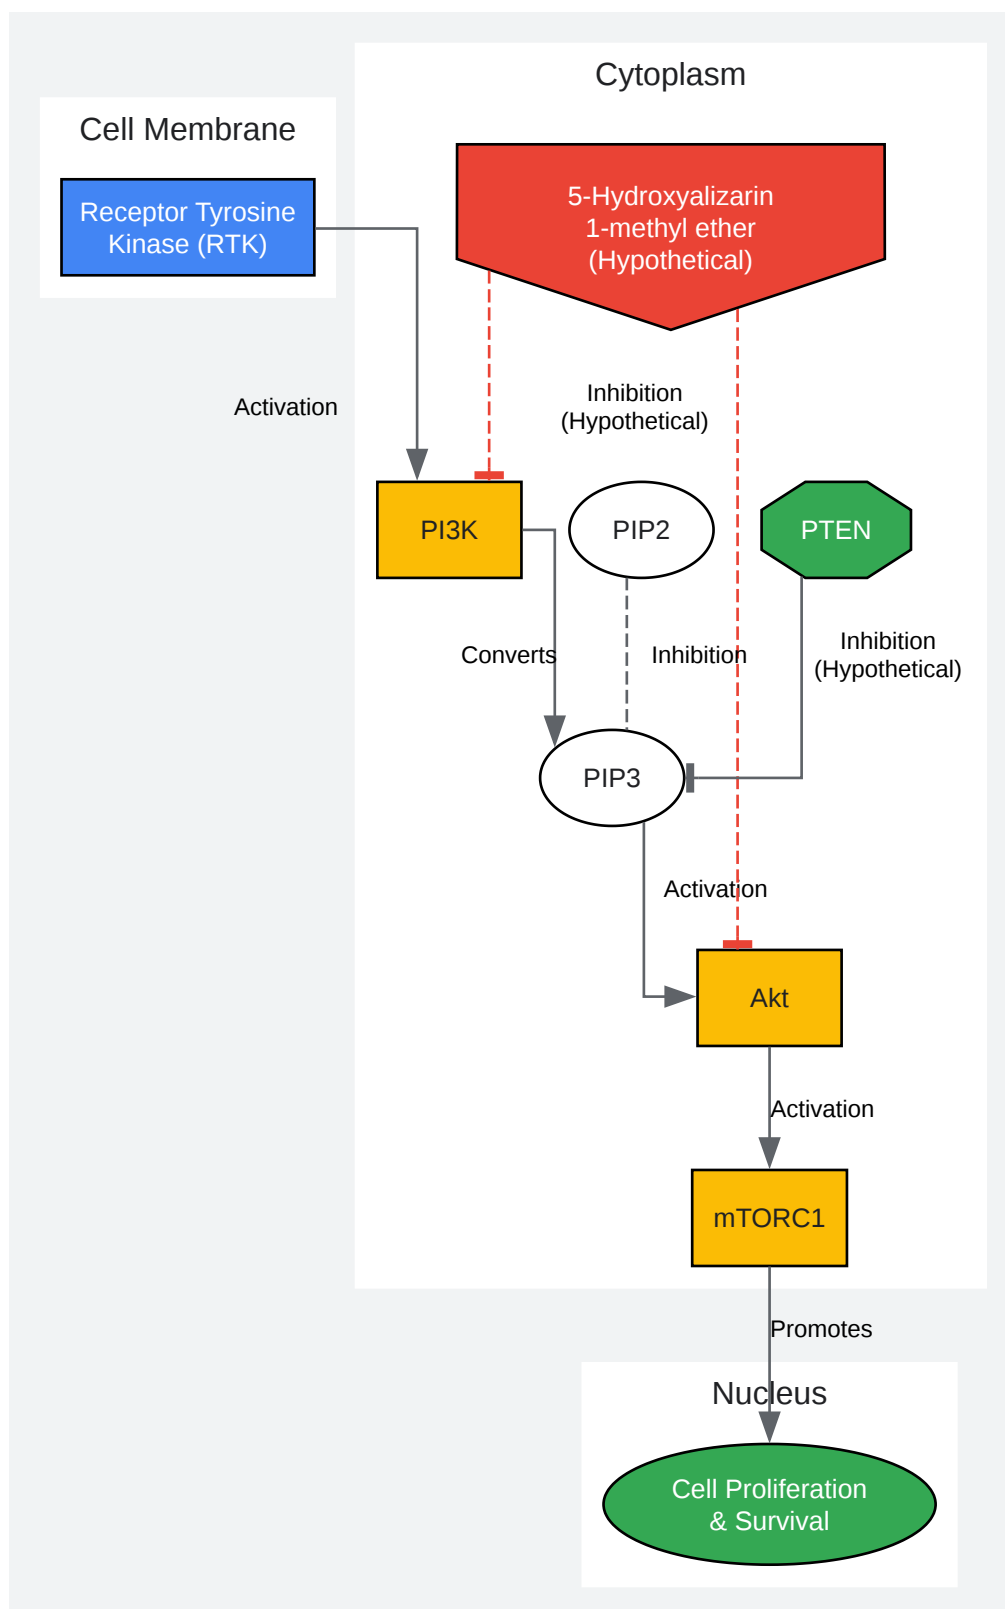 Cytoplasm
Cell Membrane
Receptor Tyrosine
Kinase (RTK)
5-Hydroxyalizarin
1-methyl ether
(Hypothetical)
Activation
Inhibition
(Hypothetical)
PI3K
PIP2
PTEN
Converts
Inhibition
Inhibition
(Hypothetical)
PIP3
Activation
Akt
Activation
mTORC1
Promotes
Nucleus
Cell Proliferation
& Survival